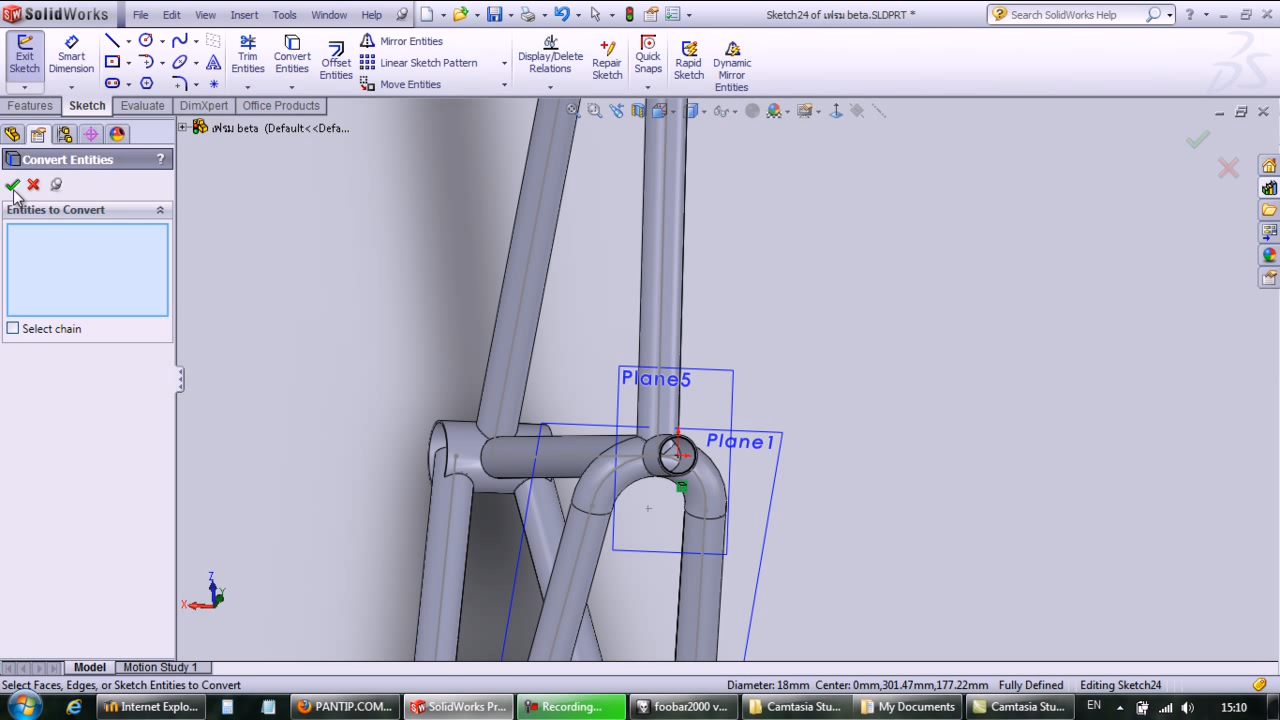 SolidWorks
File Edit View Insert Tools Window Help
Sketch24 of เฟรม beta.SLDPRT *
Search SolidWorks Help
Exit Sketch
Smart Dimension
Trim Entities
Convert Entities
Offset Entities
Mirror Entities
Linear Sketch Pattern
Move Entities
Display/Delete Relations
Repair Sketch
Quick Snaps
Rapid Sketch
Dynamic Mirror Entities
Features Sketch Evaluate DimXpert Office Products
เฟรม beta (Default<<Defa...
Convert Entities ?
Entities to Convert
Select chain
Plane5
Plane1
Z
X
Y
Model Motion Study 1
Select Faces, Edges, or Sketch Entities to Convert
Diameter: 18mm Center: 0mm,301.47mm,177.22mm Fully Defined Editing Sketch24
Internet Explo... PANTIP.COM... SolidWorks Pr... Recording... foobar2000 v... Camtasia Stu... My Documents Camtasia Stu... EN 15:10